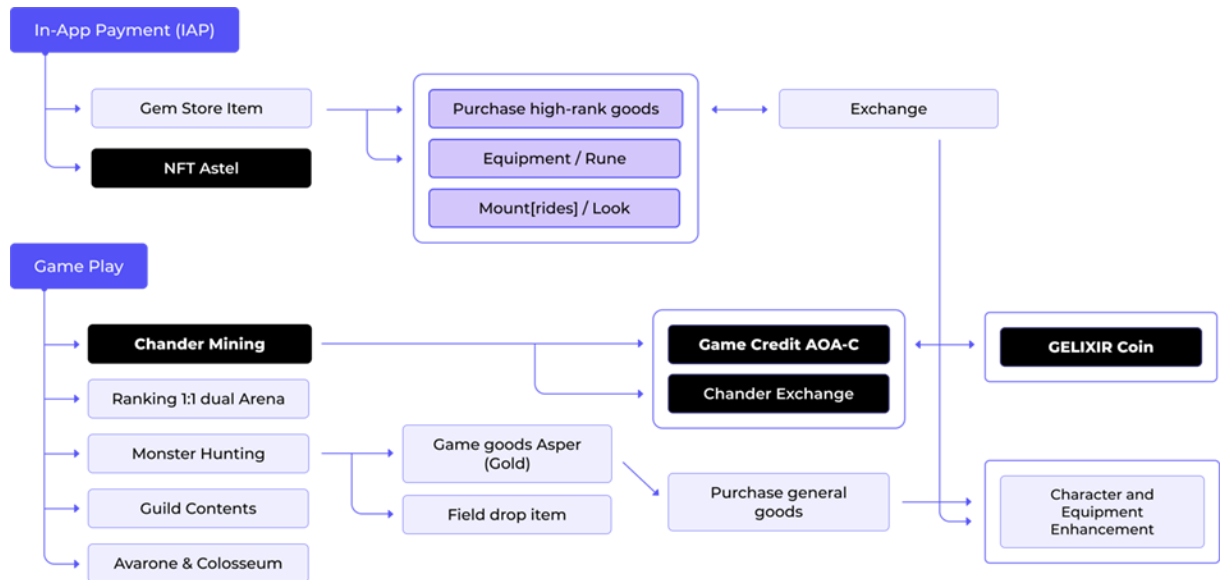 In-App Payment (IAP)
Gem Store Item
Purchase high-rank goods
Exchange
NFT Astel
Equipment / Rune
Mount[rides] / Look
Game Play
Chander Mining
Game Credit AOA-C
GELIXIR Coin
Chander Exchange
Ranking 1:1 dual Arena
Monster Hunting
Game goods Asper
(Gold)
Guild Contents
Field drop item
Purchase general
goods
Character and
Equipment
Enhancement
Avarone & Colosseum